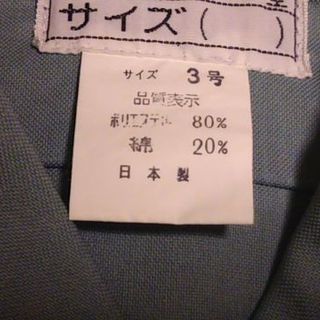 サイズ( )
サイズ 3号
品質表示
ポリエステル 80%
綿 20%
日本製